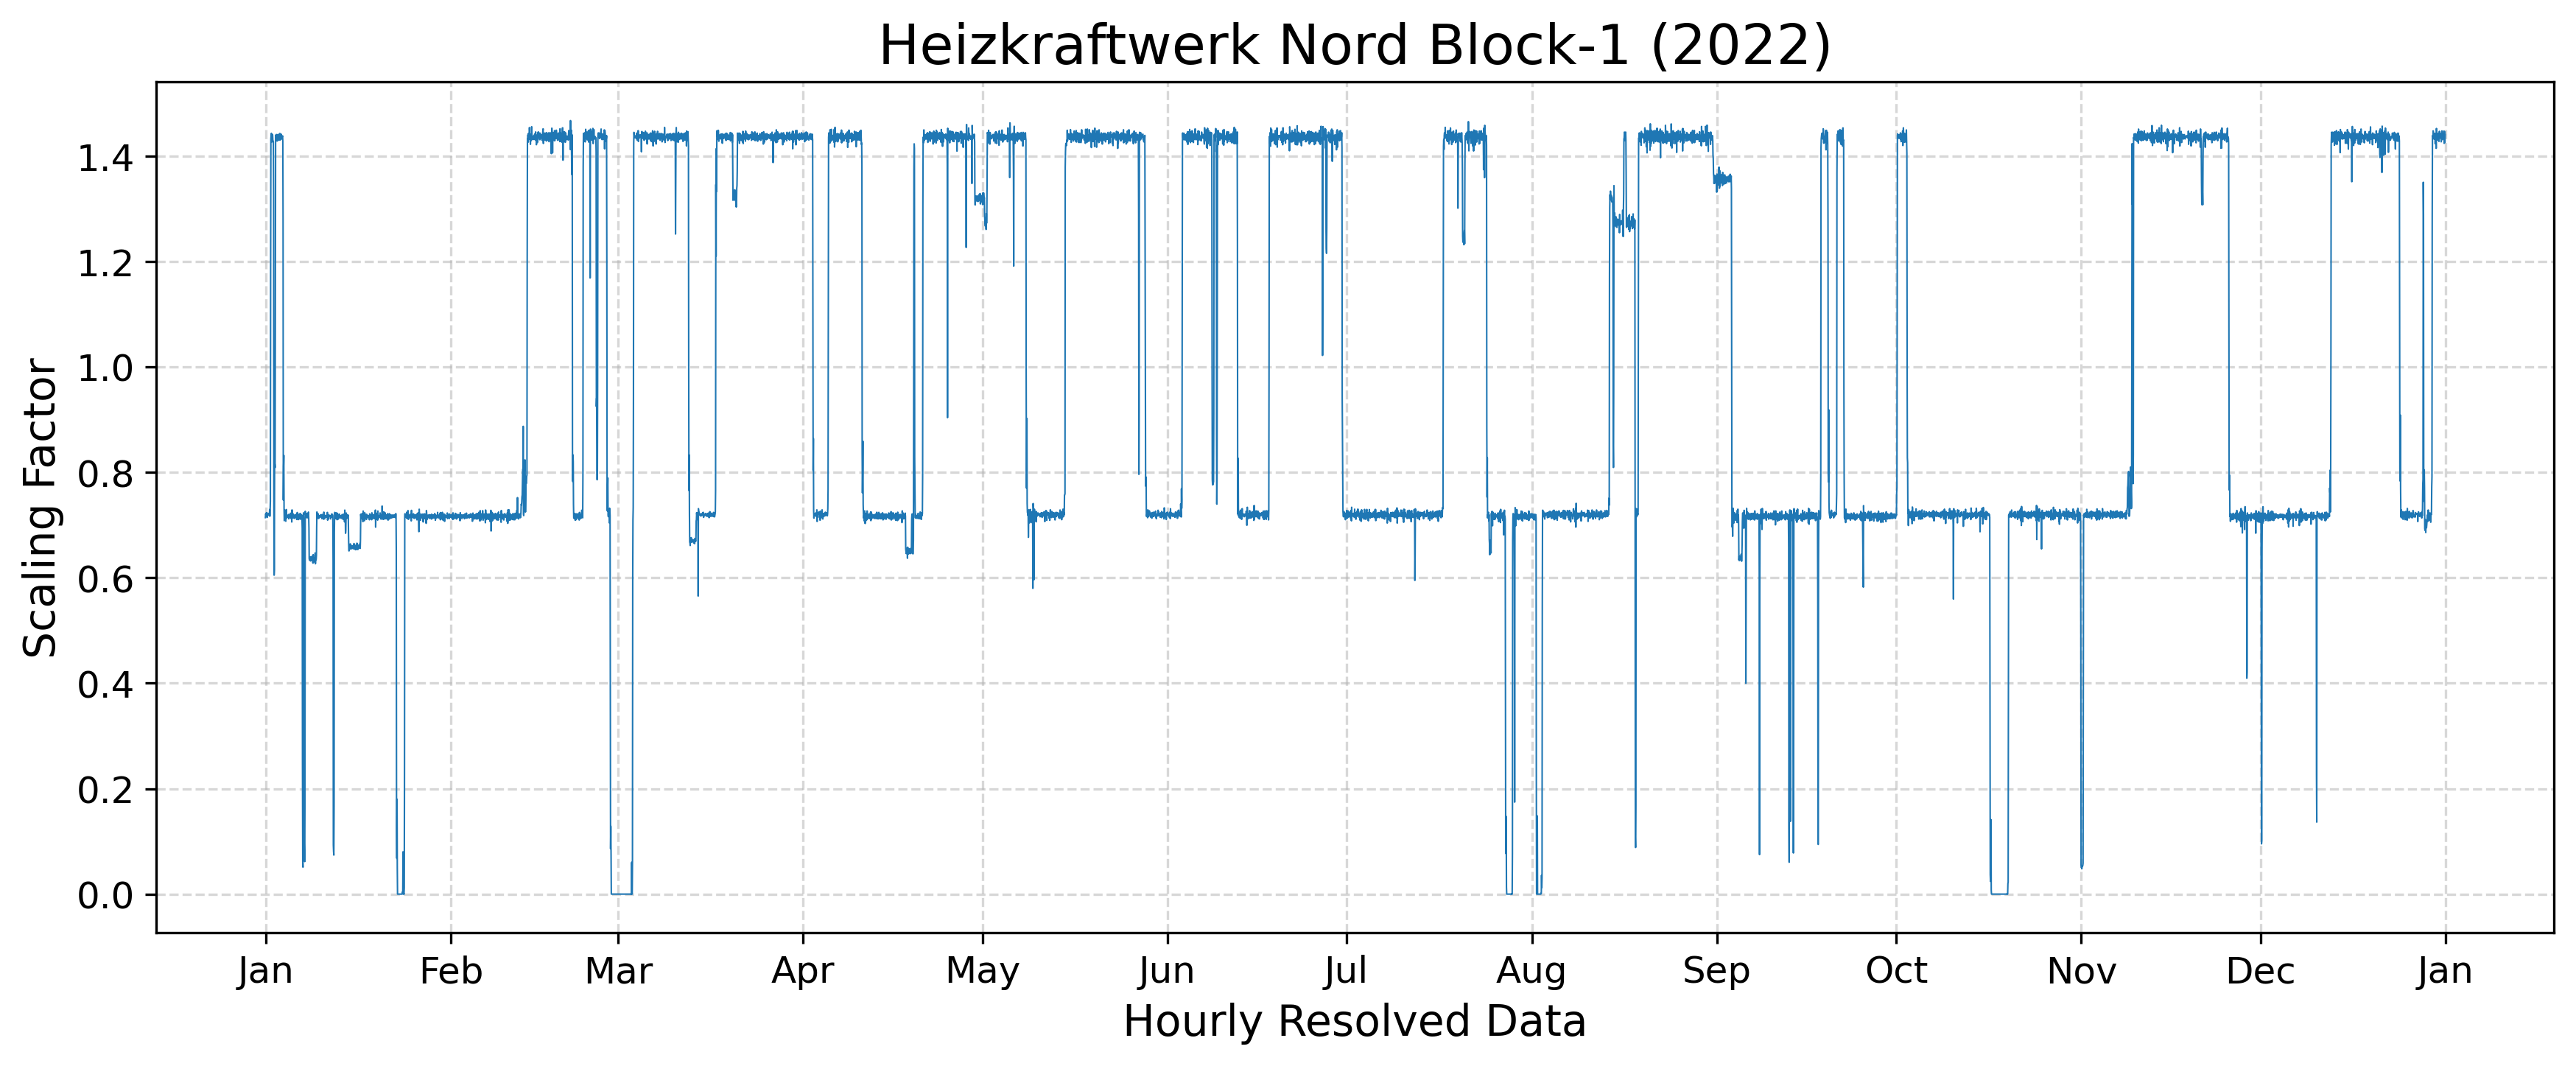 Heizkraftwerk Nord Block-1 (2022)
Scaling Factor
1.4
1.2
1.0
0.8
0.6
0.4
0.2
0.0
Jan Feb Mar Apr May Jun Jul Aug Sep Oct Nov Dec Jan
Hourly Resolved Data